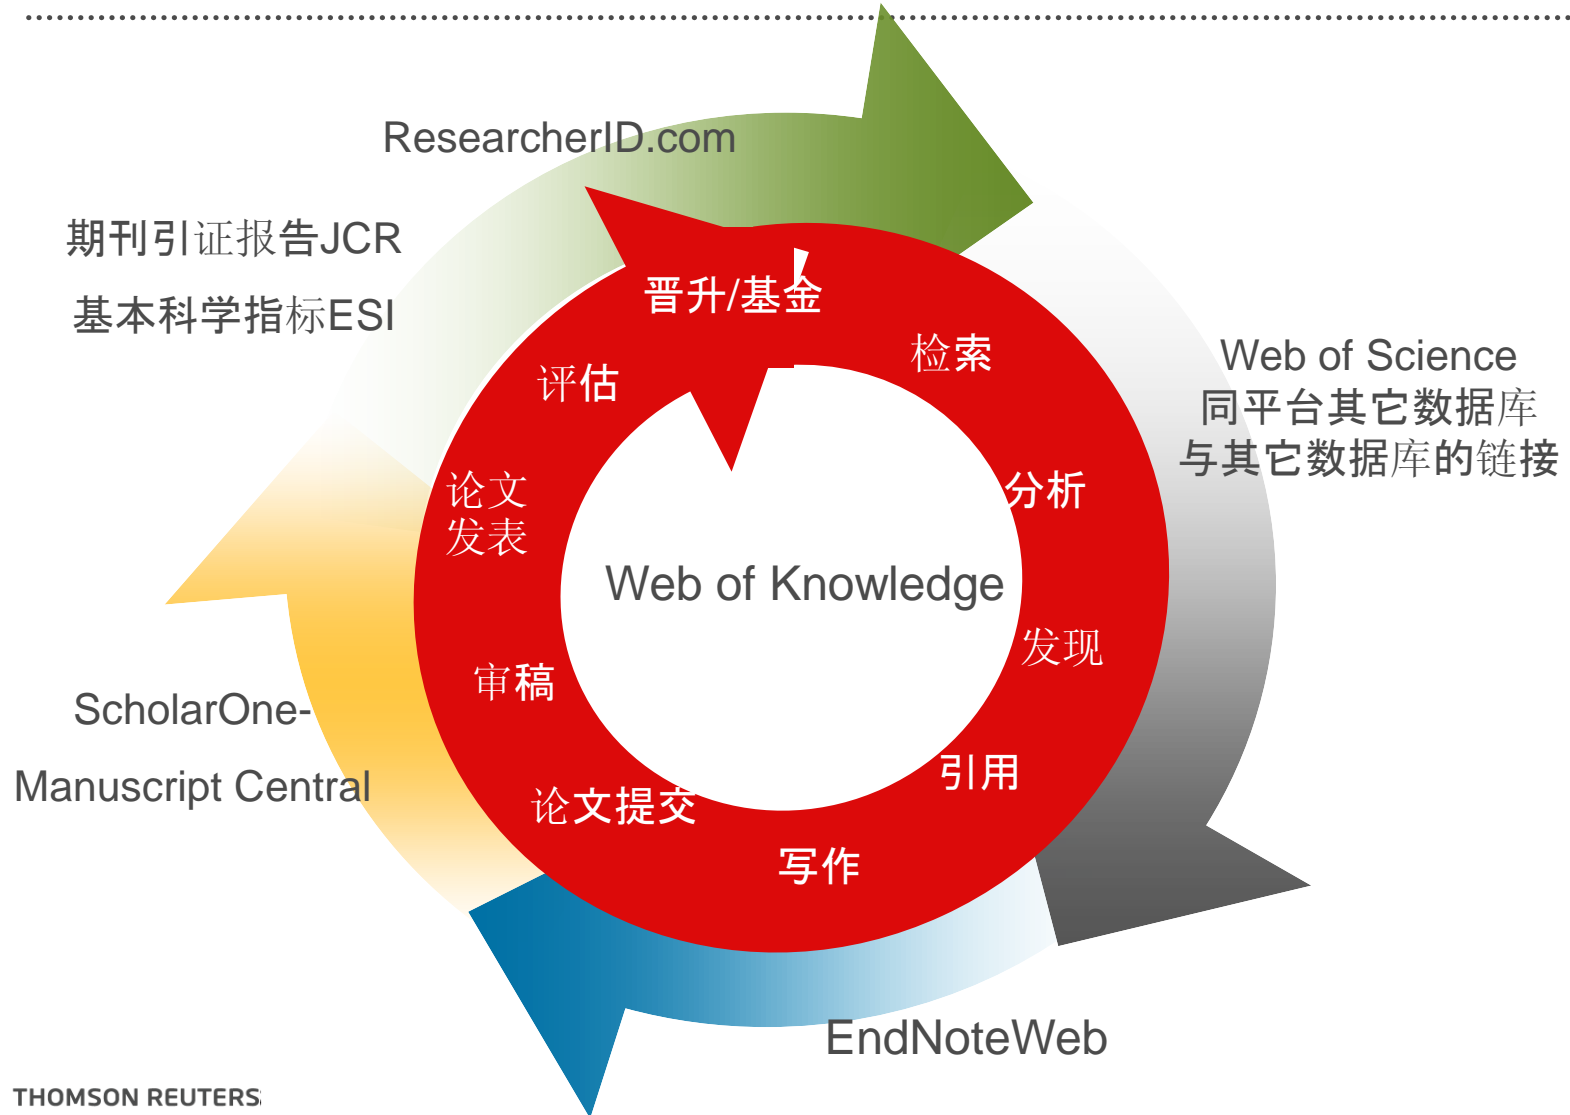 ResearcherID.com
期刊引证报告JCR
基本科学指标ESI
晋升/基金
检索
评估
Web of Science
同平台其它数据库
与其它数据库的链接
论文
发表
分析
Web of Knowledge
发现
审稿
ScholarOne-
Manuscript Central
引用
论文提交
写作
EndNoteWeb
THOMSON REUTERS